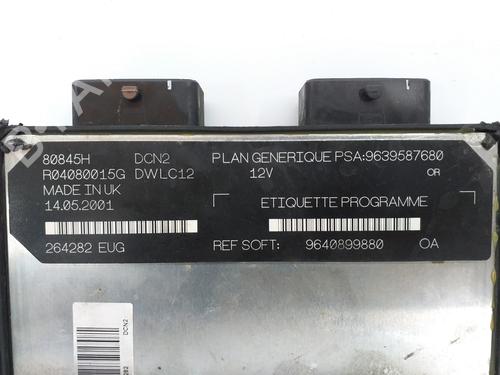 80845H DCN2 PLAN GENERIQUE PSA:9639587680
R04080015G DWLC12 12V OR
MADE IN UK
14.05.2001 ETIQUETTE PROGRAMME
264282 EUG REF SOFT: 9640899880 OA
DCN2